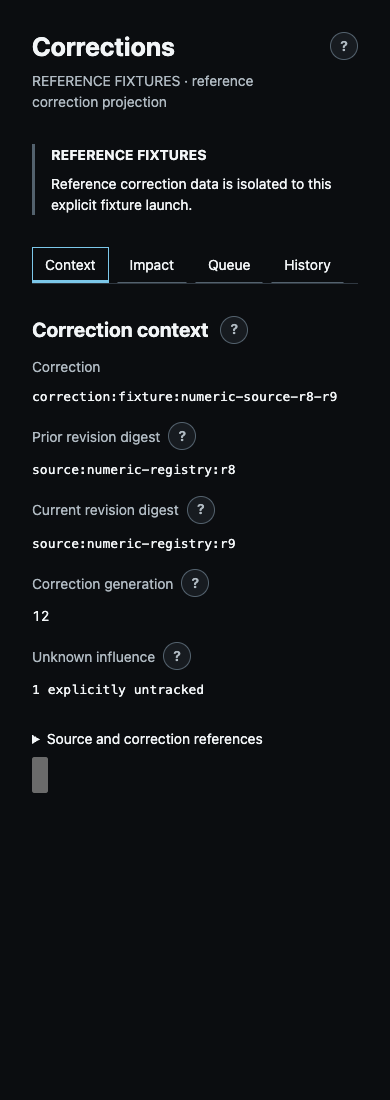 Corrections
?
REFERENCE FIXTURES · reference
correction projection
REFERENCE FIXTURES
Reference correction data is isolated to this
explicit fixture launch.
Context Impact Queue History
Correction context ?
Correction
correction:fixture:numeric-source-r8-r9
Prior revision digest ?
source:numeric-registry:r8
Current revision digest ?
source:numeric-registry:r9
Correction generation ?
12
Unknown influence ?
1 explicitly untracked
Source and correction references